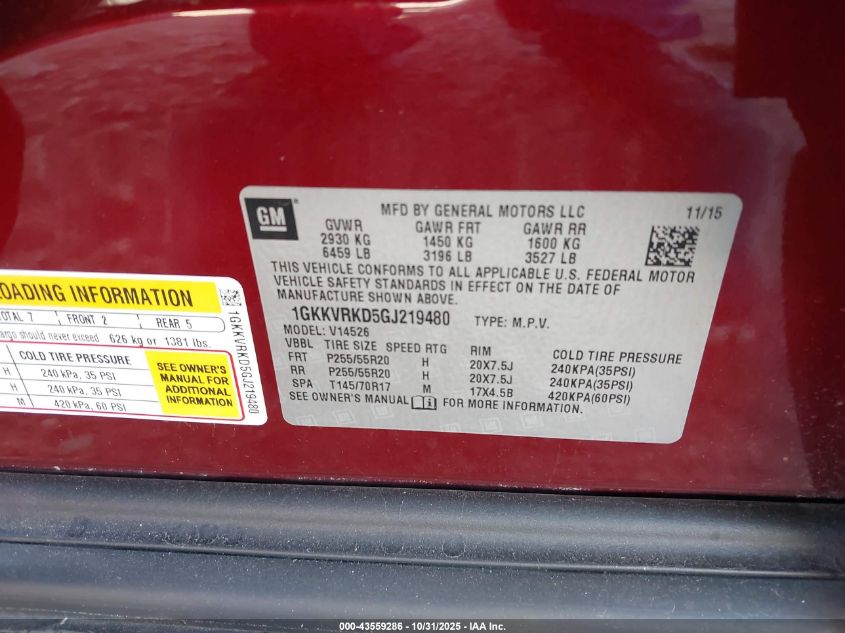 GM
MFD BY GENERAL MOTORS LLC 11/15
GVWR GAWR FRT GAWR RR
2930 KG 1450 KG 1600 KG
6459 LB 3196 LB 3527 LB
THIS VEHICLE CONFORMS TO ALL APPLICABLE U.S. FEDERAL MOTOR
VEHICLE SAFETY STANDARDS IN EFFECT ON THE DATE OF
MANUFACTURE SHOWN ABOVE.
1GKKVRKD5GJ219480 TYPE: M.P.V.
MODEL: V14526
VBBL TIRE SIZE SPEED RTG RIM COLD TIRE PRESSURE
FRT P255/55R20 H 20X7.5J 240KPA(35PSI)
RR P255/55R20 H 20X7.5J 240KPA(35PSI)
SPA T145/70R17 M 17X4.5B 420KPA(60PSI)
SEE OWNER'S MANUAL FOR MORE INFORMATION.
OADING INFORMATION
OTAL 7 FRONT 2 REAR 5
argo should never exceed 626 kg or 1381 lbs.
COLD TIRE PRESSURE
H 240 kPa, 35 PSI
H 240 kPa, 35 PSI
M 420 kPa, 60 PSI
SEE OWNER'S
MANUAL FOR
ADDITIONAL
INFORMATION
1GKKVRKD5GJ219480
000-43559286 - 10/31/2025 - IAA Inc.